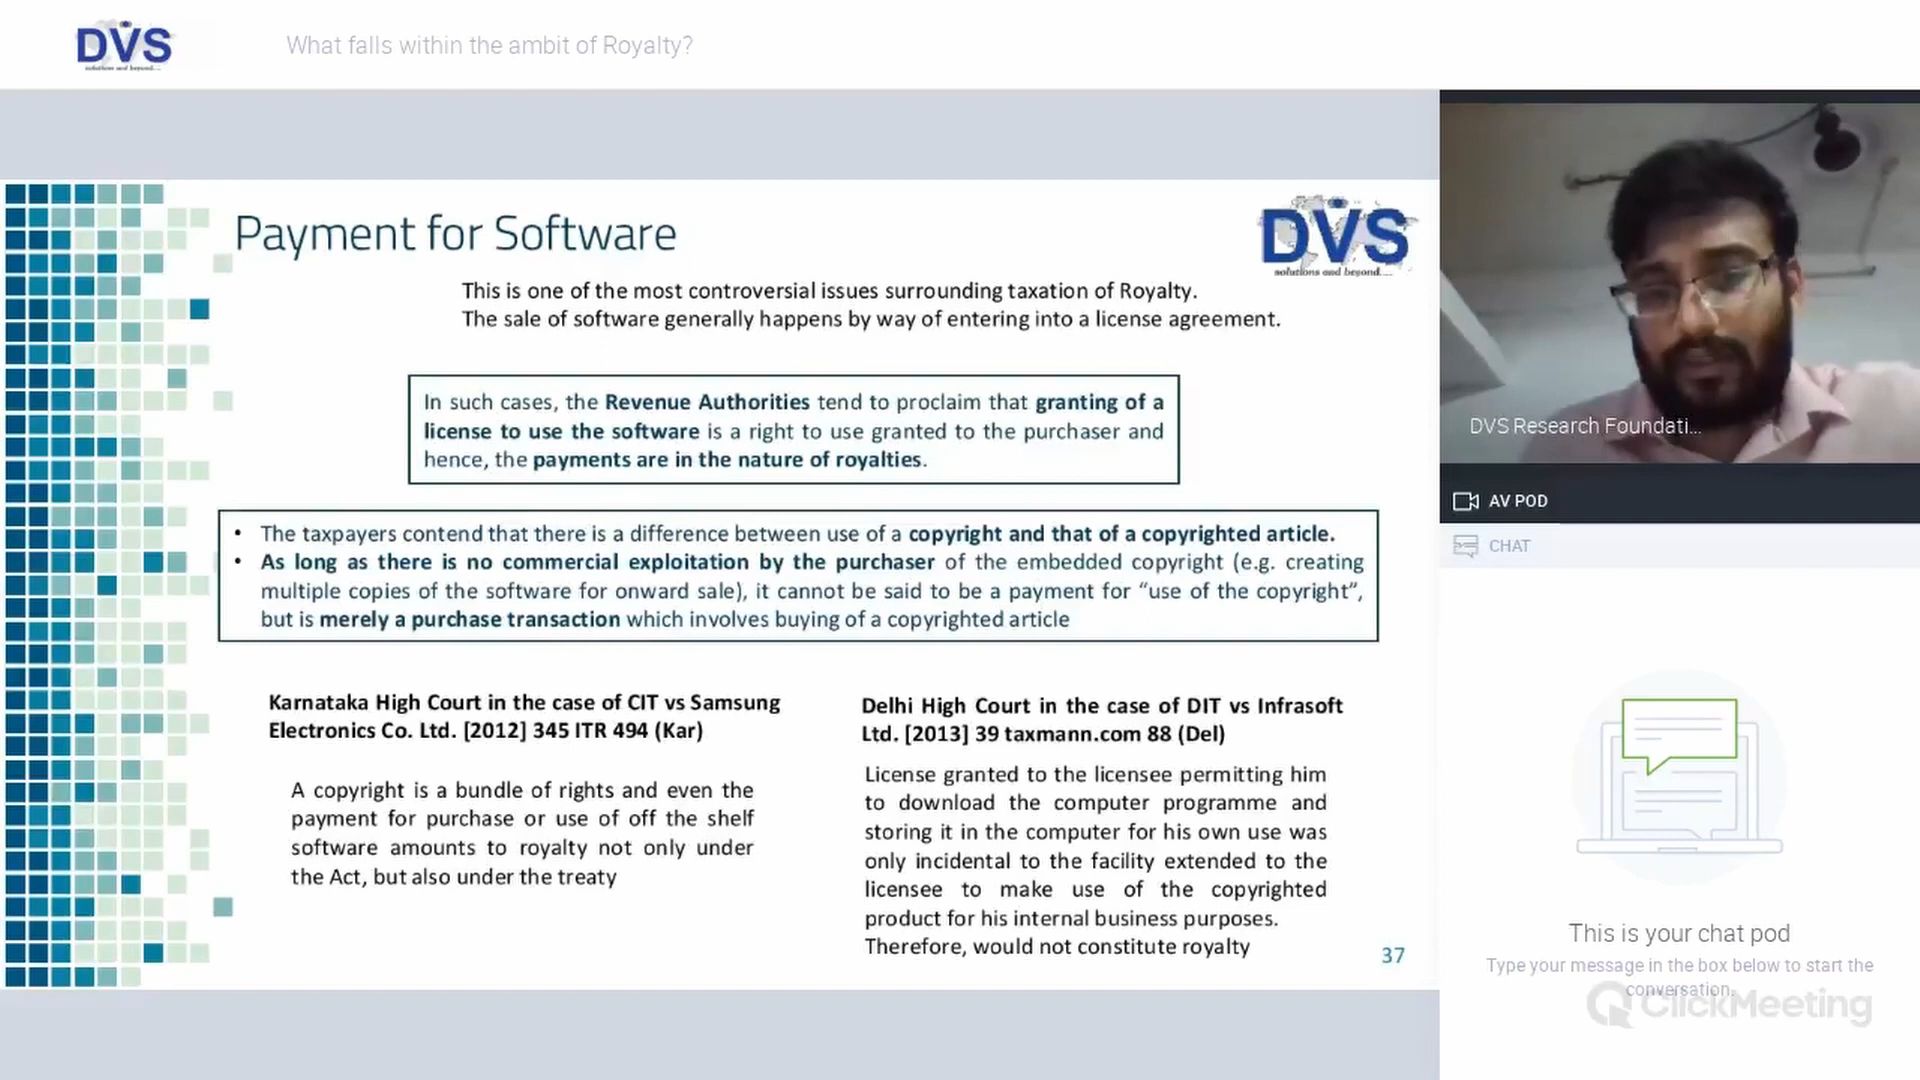 DVS
solutions and beyond....
What falls within the ambit of Royalty?
Payment for Software
DVS
solutions and beyond....
This is one of the most controversial issues surrounding taxation of Royalty.
The sale of software generally happens by way of entering into a license agreement.
In such cases, the Revenue Authorities tend to proclaim that granting of a
license to use the software is a right to use granted to the purchaser and
hence, the payments are in the nature of royalties.
• The taxpayers contend that there is a difference between use of a copyright and that of a copyrighted article.
• As long as there is no commercial exploitation by the purchaser of the embedded copyright (e.g. creating
multiple copies of the software for onward sale), it cannot be said to be a payment for “use of the copyright”,
but is merely a purchase transaction which involves buying of a copyrighted article
Karnataka High Court in the case of CIT vs Samsung
Electronics Co. Ltd. [2012] 345 ITR 494 (Kar)
A copyright is a bundle of rights and even the
payment for purchase or use of off the shelf
software amounts to royalty not only under
the Act, but also under the treaty
Delhi High Court in the case of DIT vs Infrasoft
Ltd. [2013] 39 taxmann.com 88 (Del)
License granted to the licensee permitting him
to download the computer programme and
storing it in the computer for his own use was
only incidental to the facility extended to the
licensee to make use of the copyrighted
product for his internal business purposes.
Therefore, would not constitute royalty
37
DVS Research Foundati...
AV POD
CHAT
This is your chat pod
Type your message in the box below to start the
conversation.
ClickMeeting